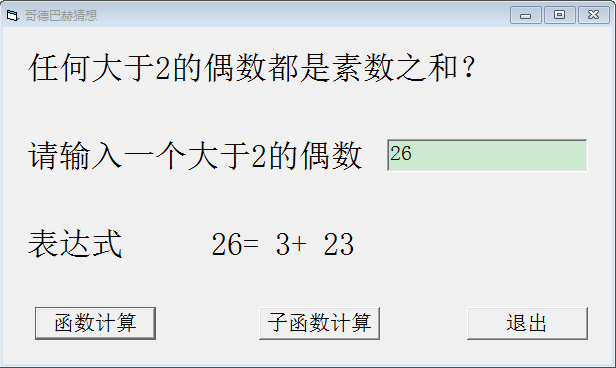 哥德巴赫猜想
任何大于2的偶数都是素数之和?
请输入一个大于2的偶数 26
表达式 26= 3+ 23
函数计算 子函数计算 退出